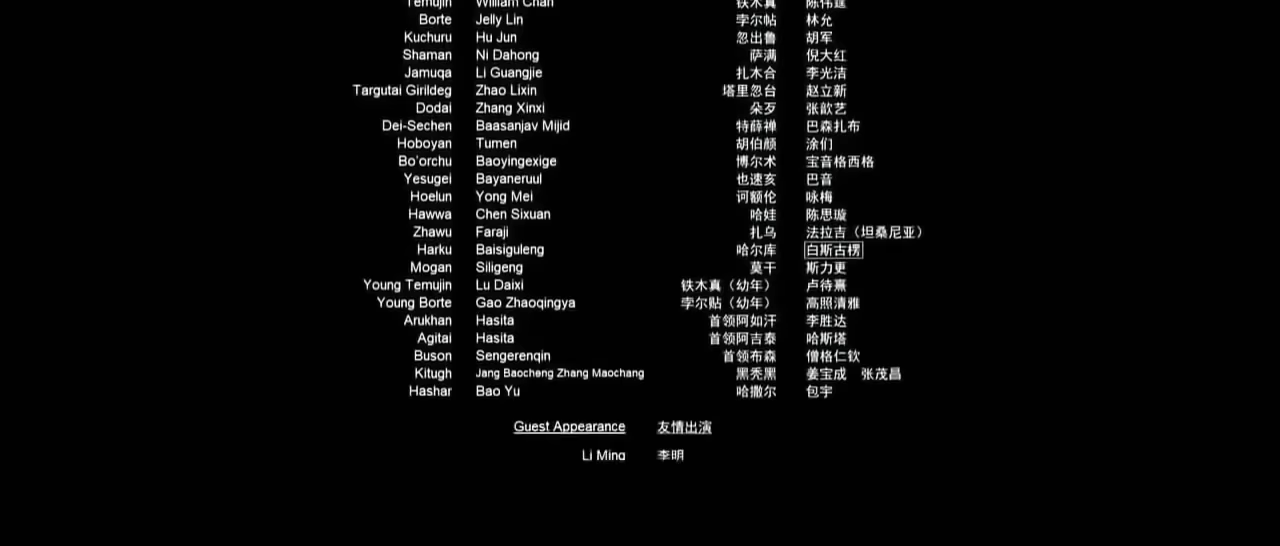 Temujin William Chan 铁木真 陈伟霆
Borte Jelly Lin 孛尔帖 林允
Kuchuru Hu Jun 忽出鲁 胡军
Shaman Ni Dahong 萨满 倪大红
Jamuqa Li Guangjie 扎木合 李光洁
Targutai Girildeg Zhao Lixin 塔里忽台 赵立新
Dodai Zhang Xinxi 朵歹 张歆艺
Dei-Sechen Baasanjav Mijid 特薛禅 巴森扎布
Hoboyan Tumen 胡伯颜 涂们
Bo'orchu Baoyingexige 博尔术 宝音格西格
Yesugei Bayaneruul 也速亥 巴音
Hoelun Yong Mei 诃额伦 咏梅
Hawwa Chen Sixuan 哈娃 陈思璇
Zhawu Faraji 扎乌 法拉吉（坦桑尼亚）
Harku Baisiguleng 哈尔库 白斯古楞
Mogan Siligeng 莫干 斯力更
Young Temujin Lu Daixi 铁木真（幼年） 卢待熹
Young Borte Gao Zhaoqingya 孛尔贴（幼年） 高照清雅
Arukhan Hasita 首领阿如汗 李胜达
Agitai Hasita 首领阿吉泰 哈斯塔
Buson Sengerenqin 首领布森 僧格仁钦
Kitugh Jang Baocheng Zhang Maochang 黑秃黑 姜宝成 张茂昌
Hashar Bao Yu 哈撒尔 包宇
Guest Appearance 友情出演
Li Ming 李明